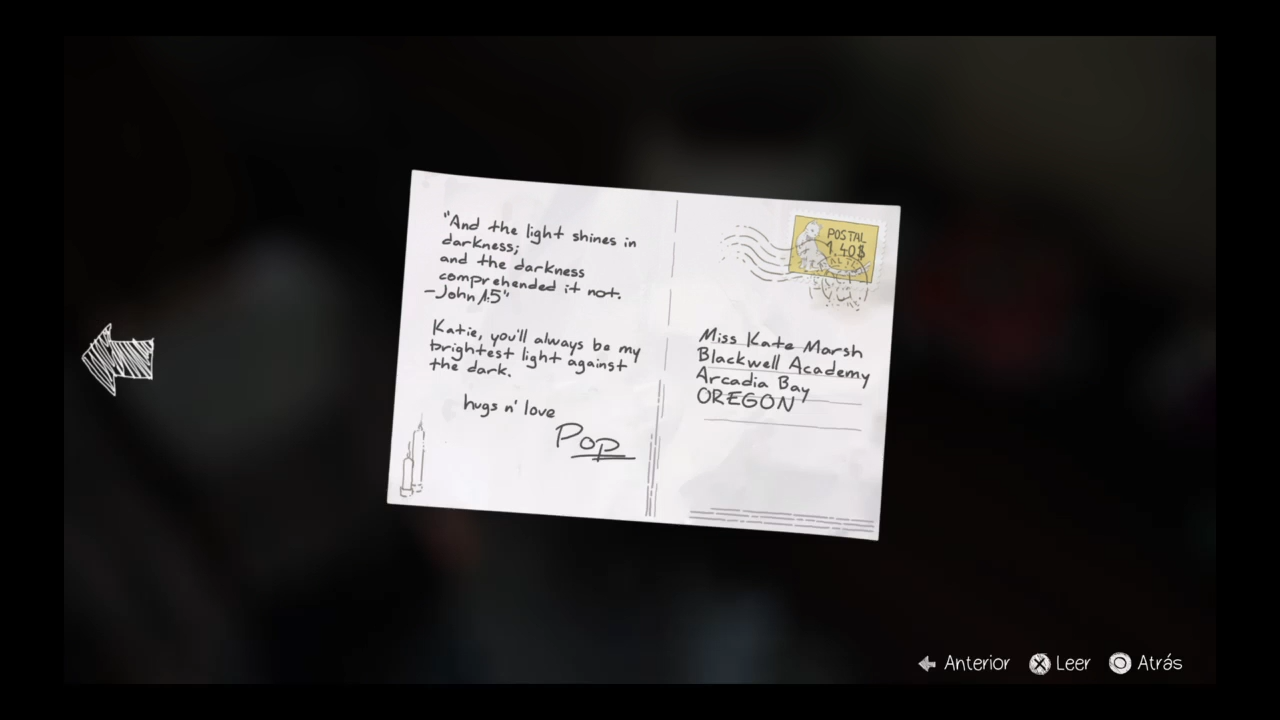 "And the light shines in
darkness;
and the darkness
comprehended it not.
-John 1:5"
Katie, you'll always be my
brightest light against
the dark.
hugs n' love
Pop
POSTAL
1.40$
Miss Kate Marsh
Blackwell Academy
Arcadia Bay
OREGON
Anterior
Leer
Atrás